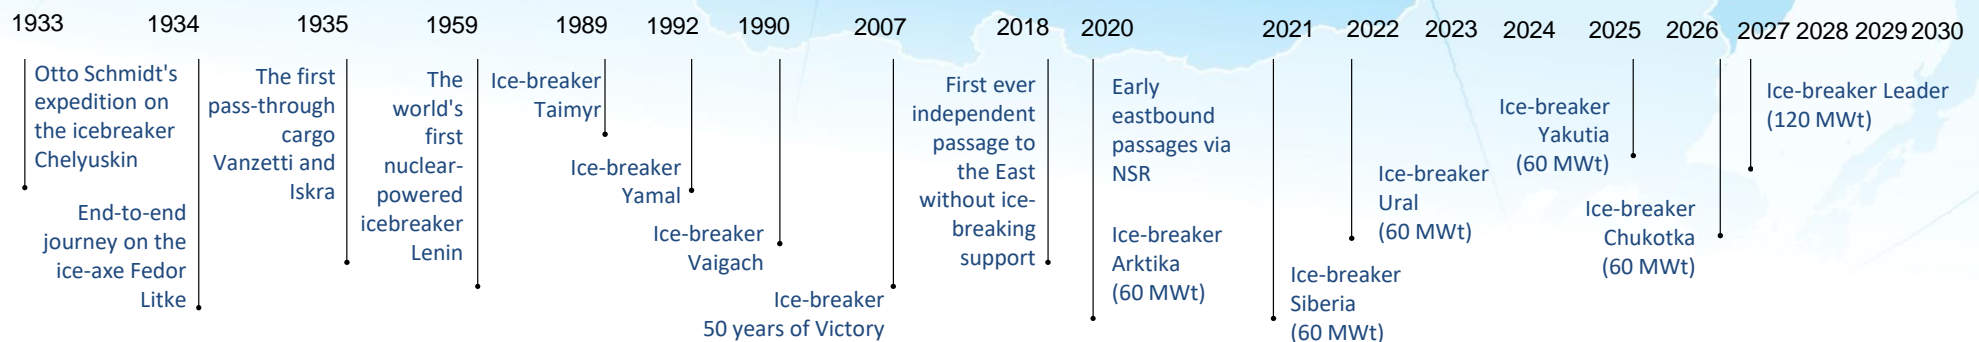 1933 1934 1935 1959 1989 1992 1990 2007 2018 2020 2021 2022 2023 2024 2025 2026 2027 2028 2029 2030
Otto Schmidt's
expedition on
the icebreaker
Chelyuskin
End-to-end
journey on the
ice-axe Fedor
Litke
The first
pass-through
cargo
Vanzetti and
Iskra
The
world's
first
nuclear-
powered
icebreaker
Lenin
Ice-breaker
Taimyr
Ice-breaker
Yamal
Ice-breaker
Vaigach
Ice-breaker
50 years of Victory
First ever
independent
passage to
the East
without ice-
breaking
support
Early
eastbound
passages via
NSR
Ice-breaker
Arktika
(60 MWt)
Ice-breaker
Siberia
(60 MWt)
Ice-breaker
Ural
(60 MWt)
Ice-breaker
Yakutia
(60 MWt)
Ice-breaker
Chukotka
(60 MWt)
Ice-breaker Leader
(120 MWt)